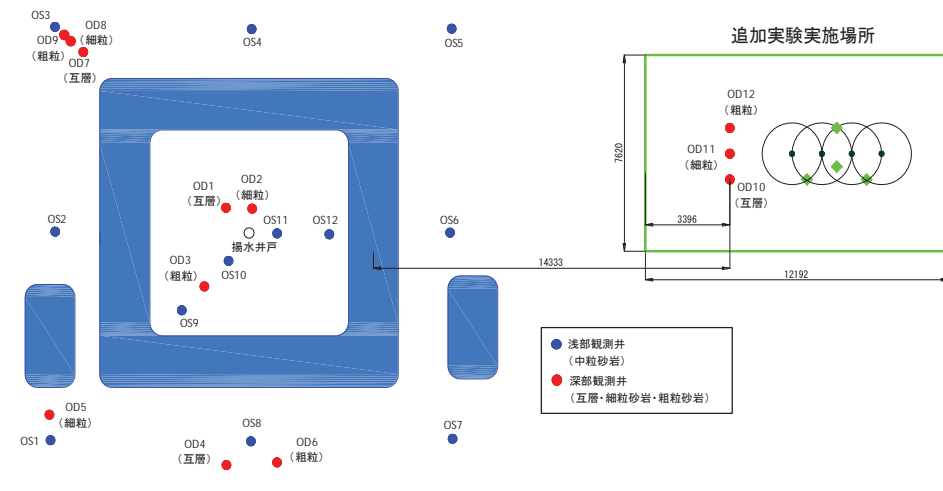 OS3
OD8
（細粒）
OD9
（粗粒）
OD7
（互層）
OS4
OS5
追加実験実施場所
OD12
（粗粒）
OD11
（細粒）
OD10
（互層）
7620
3396
14333
12192
OS2
OD1
（互層）
OD2
（細粒）
OS11
OS12
OS6
揚水井戸
OD3
（粗粒）
OS10
OS9
浅部観測井
（中粒砂岩）
深部観測井
（互層・細粒砂岩・粗粒砂岩）
OD5
（細粒）
OS1
OD4
（互層）
OS8
OD6
（粗粒）
OS7